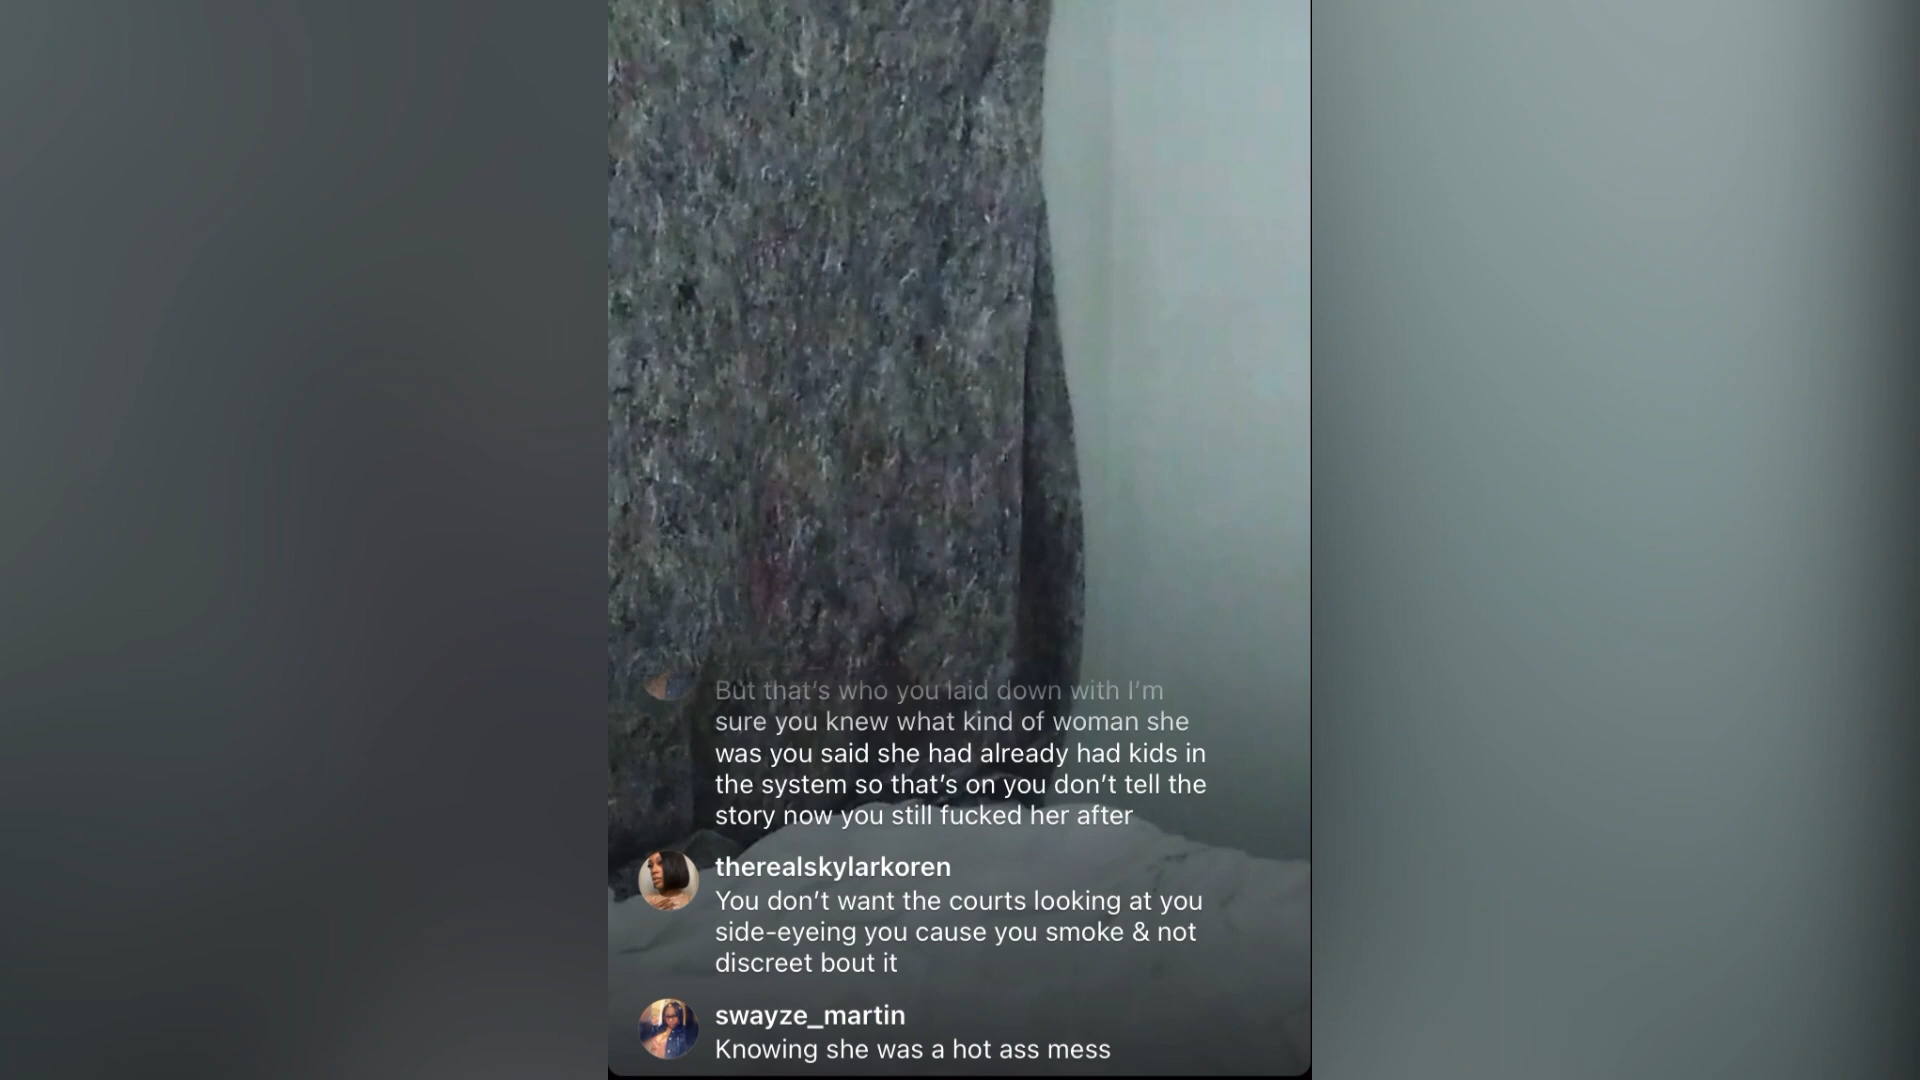 But that’s who you laid down with I’m
sure you knew what kind of woman she
was you said she had already had kids in
the system so that’s on you don’t tell the
story now you still fucked her after
therealskylarkoren
You don’t want the courts looking at you
side-eyeing you cause you smoke & not
discreet bout it
swayze_martin
Knowing she was a hot ass mess